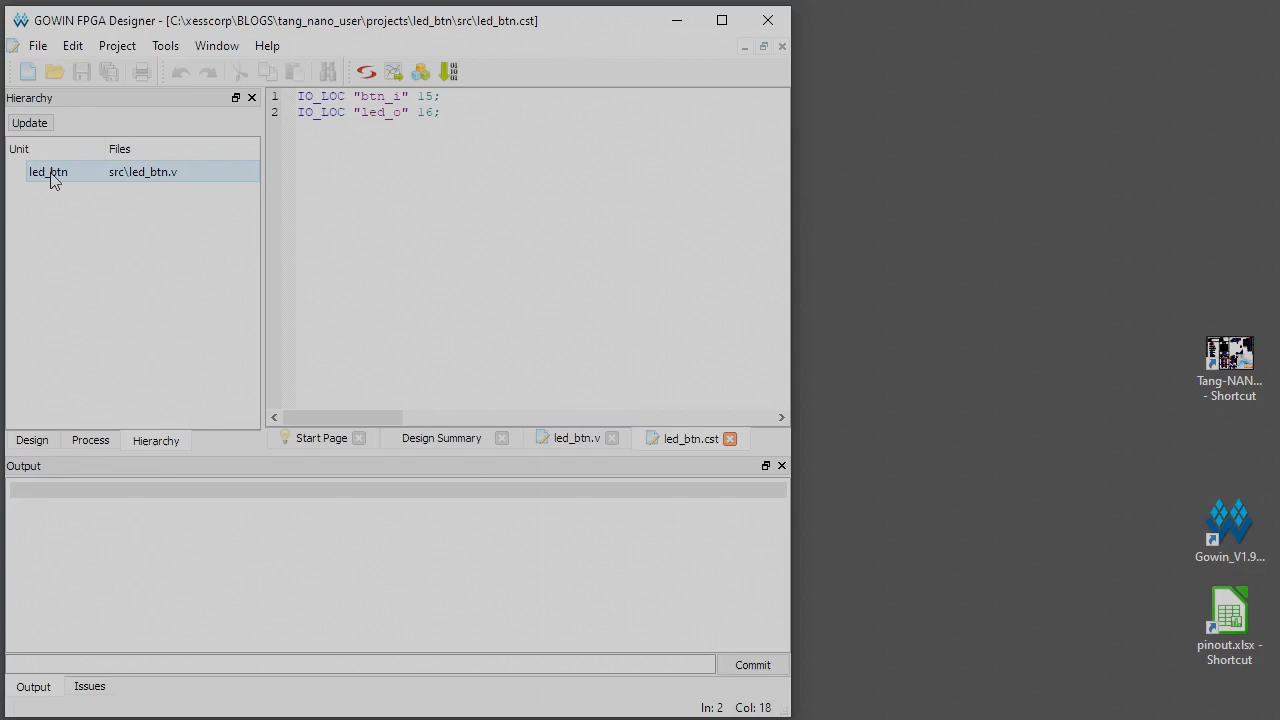 GOWIN FPGA Designer - [C:\xesscorp\BLOGS\tang_nano_user\projects\led_btn\src\led_btn.cst]
File Edit Project Tools Window Help
Hierarchy
Update
Unit Files
led_btn src\led_btn.v
1 IO_LOC "btn_i" 15;
2 IO_LOC "led_o" 16;
Design Process Hierarchy
Start Page Design Summary led_btn.v led_btn.cst
Output
Commit
Output Issues
In: 2 Col: 18
Tang-NAN...
- Shortcut
Gowin_V1.9...
pinout.xlsx -
Shortcut